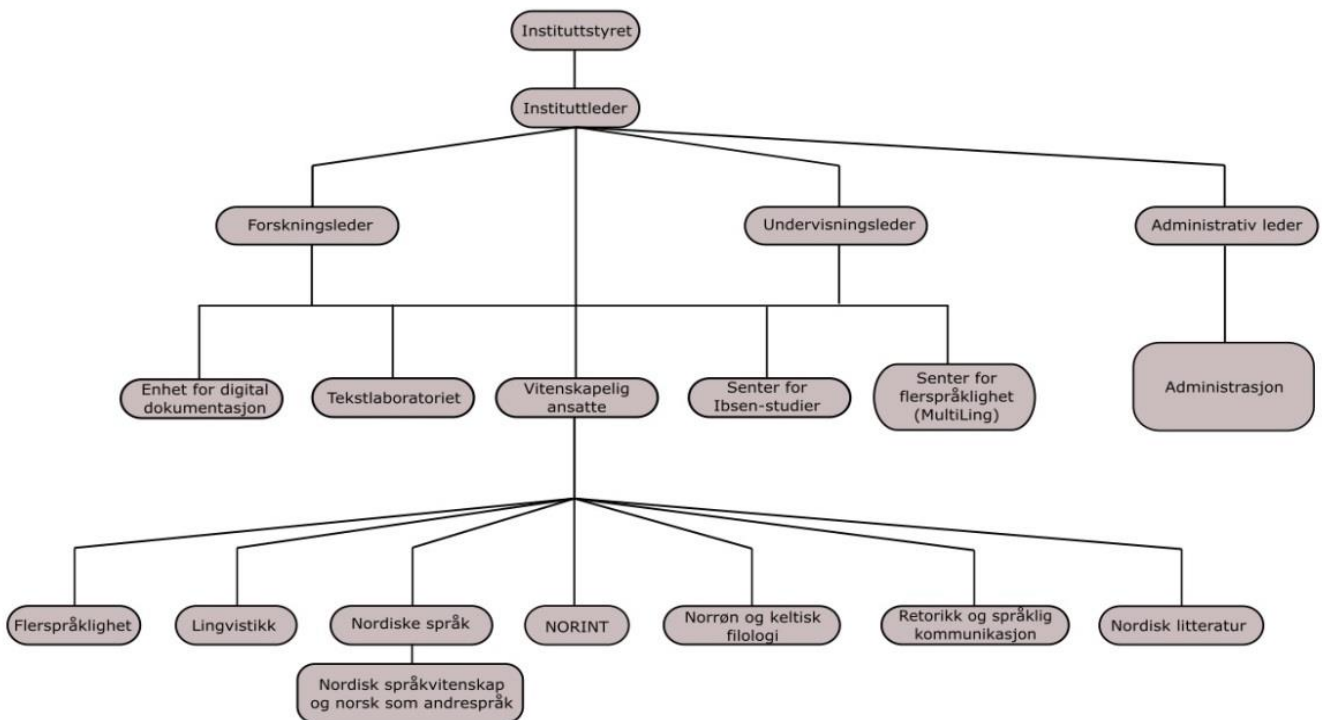 Instituttstyret
Instituttleder
Forskningsleder
Undervisningsleder
Administrativ leder
Enhet for digital
dokumentasjon
Tekstlaboratoriet
Vitenskapelig
ansatte
Senter for
Ibsen-studier
Senter for
flerspråklighet
(MultiLing)
Administrasjon
Flerspråklighet
Lingvistikk
Nordiske språk
NORINT
Norrøn og keltisk
filologi
Retorikk og språklig
kommunikasjon
Nordisk litteratur
Nordisk språkvitenskap
og norsk som andrespråk